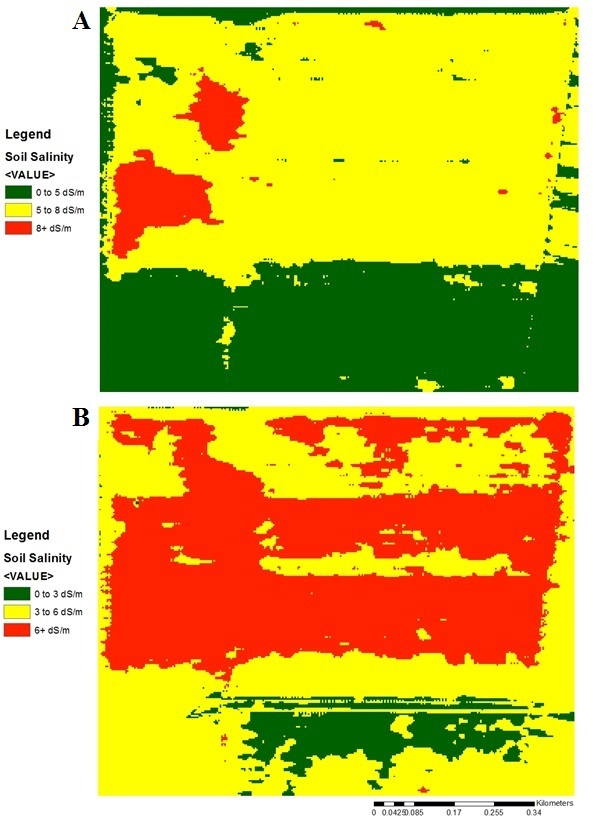 A
Legend
Soil Salinity
<VALUE>
0 to 5 dS/m
5 to 8 dS/m
8+ dS/m
B
Legend
Soil Salinity
<VALUE>
0 to 3 dS/m
3 to 6 dS/m
6+ dS/m
Kilometers
0 0.04250.085 0.17 0.255 0.34